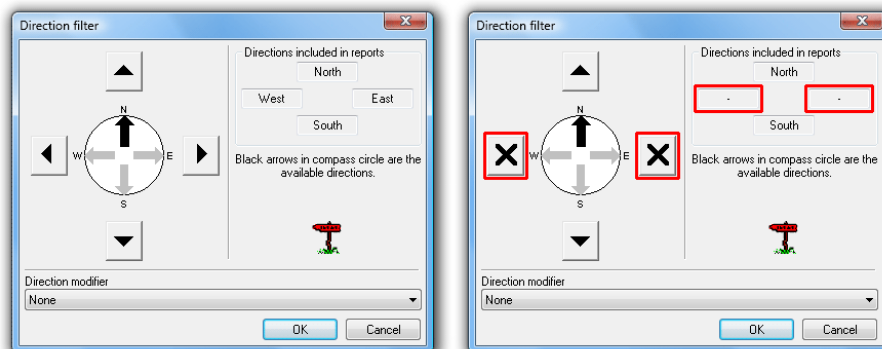 Direction filter
Directions included in reports
North
West East
South
N
W E
S
Black arrows in compass circle are the
available directions.
Direction modifier
None
OK Cancel
Direction filter
Directions included in reports
North
- -
South
N
W E
S
Black arrows in compass circle are the
available directions.
Direction modifier
None
OK Cancel